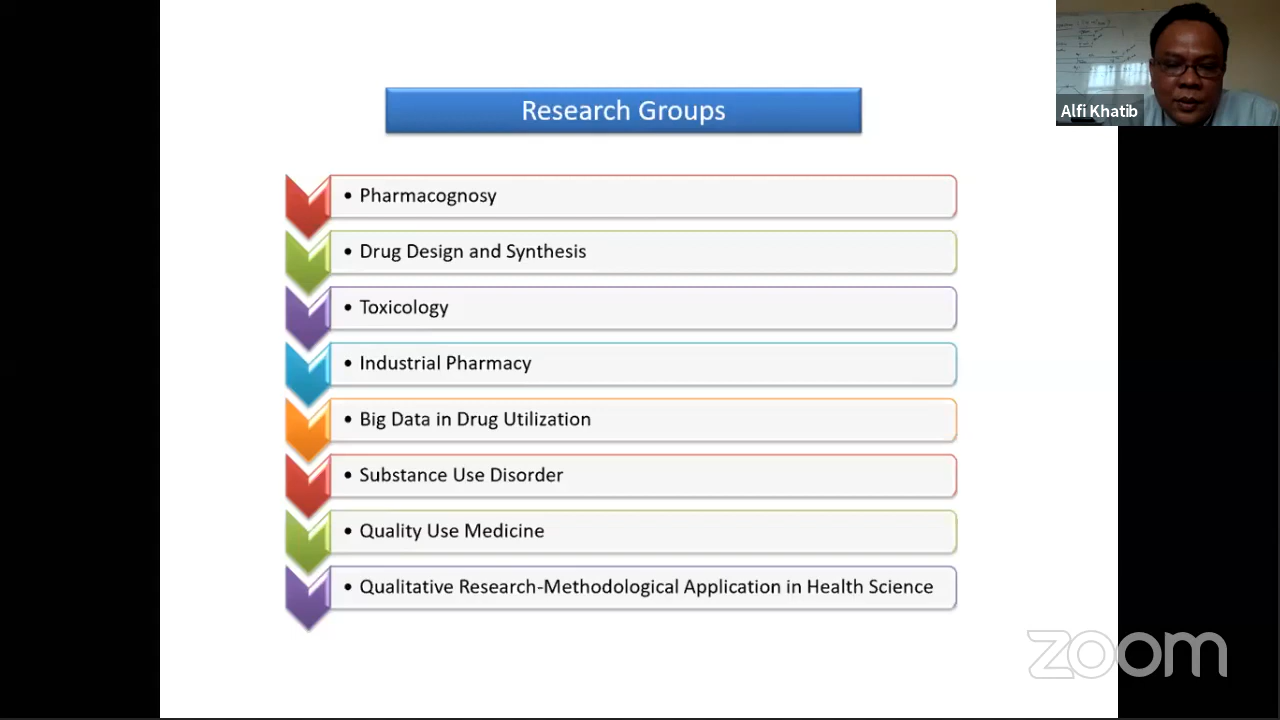 Research Groups
• Pharmacognosy
• Drug Design and Synthesis
• Toxicology
• Industrial Pharmacy
• Big Data in Drug Utilization
• Substance Use Disorder
• Quality Use Medicine
• Qualitative Research-Methodological Application in Health Science
Alfi Khatib
zoom